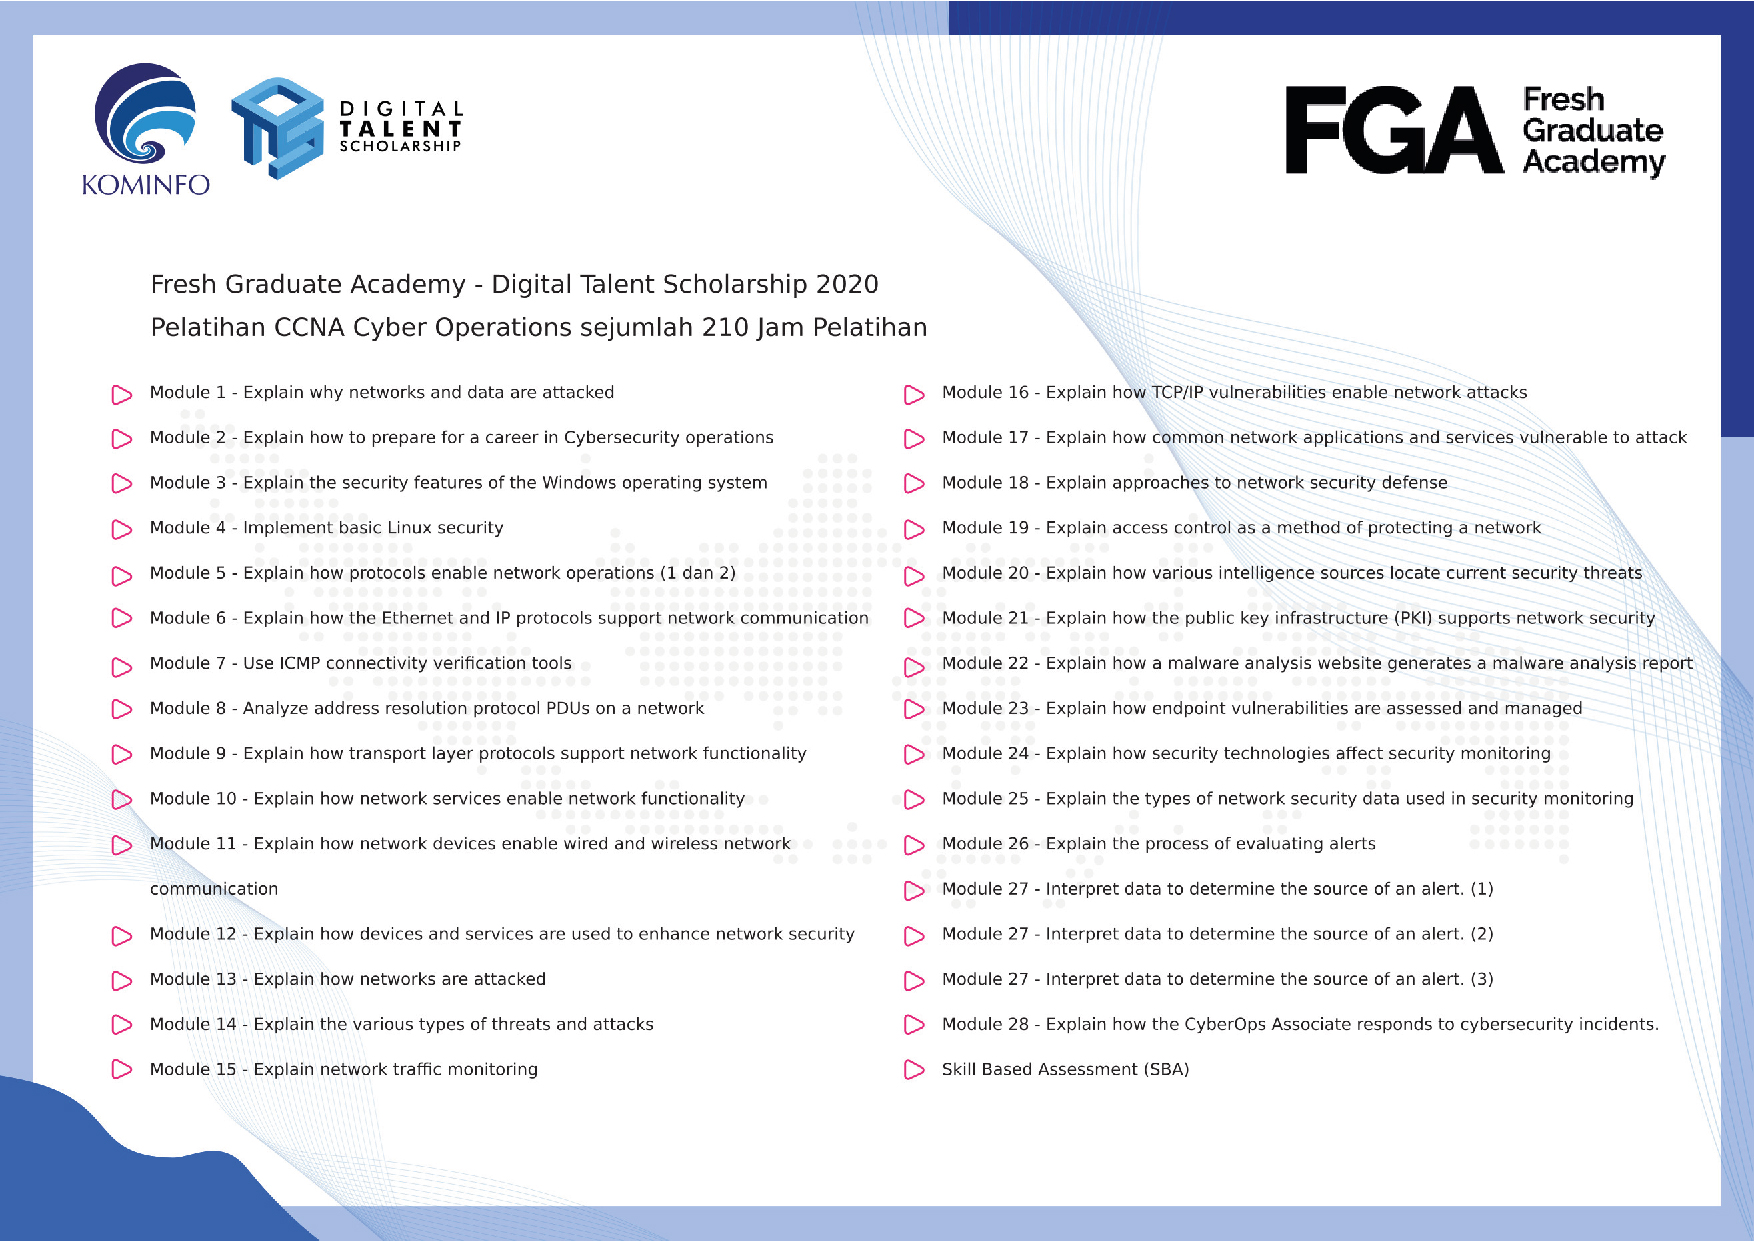 KOMINFO
DIGITAL
TALENT
SCHOLARSHIP
FGA
Fresh
Graduate
Academy
Fresh Graduate Academy - Digital Talent Scholarship 2020
Pelatihan CCNA Cyber Operations sejumlah 210 Jam Pelatihan
Module 1 - Explain why networks and data are attacked
Module 2 - Explain how to prepare for a career in Cybersecurity operations
Module 3 - Explain the security features of the Windows operating system
Module 4 - Implement basic Linux security
Module 5 - Explain how protocols enable network operations (1 dan 2)
Module 6 - Explain how the Ethernet and IP protocols support network communication
Module 7 - Use ICMP connectivity verification tools
Module 8 - Analyze address resolution protocol PDUs on a network
Module 9 - Explain how transport layer protocols support network functionality
Module 10 - Explain how network services enable network functionality
Module 11 - Explain how network devices enable wired and wireless network
communication
Module 12 - Explain how devices and services are used to enhance network security
Module 13 - Explain how networks are attacked
Module 14 - Explain the various types of threats and attacks
Module 15 - Explain network traffic monitoring
Module 16 - Explain how TCP/IP vulnerabilities enable network attacks
Module 17 - Explain how common network applications and services vulnerable to attack
Module 18 - Explain approaches to network security defense
Module 19 - Explain access control as a method of protecting a network
Module 20 - Explain how various intelligence sources locate current security threats
Module 21 - Explain how the public key infrastructure (PKI) supports network security
Module 22 - Explain how a malware analysis website generates a malware analysis report
Module 23 - Explain how endpoint vulnerabilities are assessed and managed
Module 24 - Explain how security technologies affect security monitoring
Module 25 - Explain the types of network security data used in security monitoring
Module 26 - Explain the process of evaluating alerts
Module 27 - Interpret data to determine the source of an alert. (1)
Module 27 - Interpret data to determine the source of an alert. (2)
Module 27 - Interpret data to determine the source of an alert. (3)
Module 28 - Explain how the CyberOps Associate responds to cybersecurity incidents.
Skill Based Assessment (SBA)